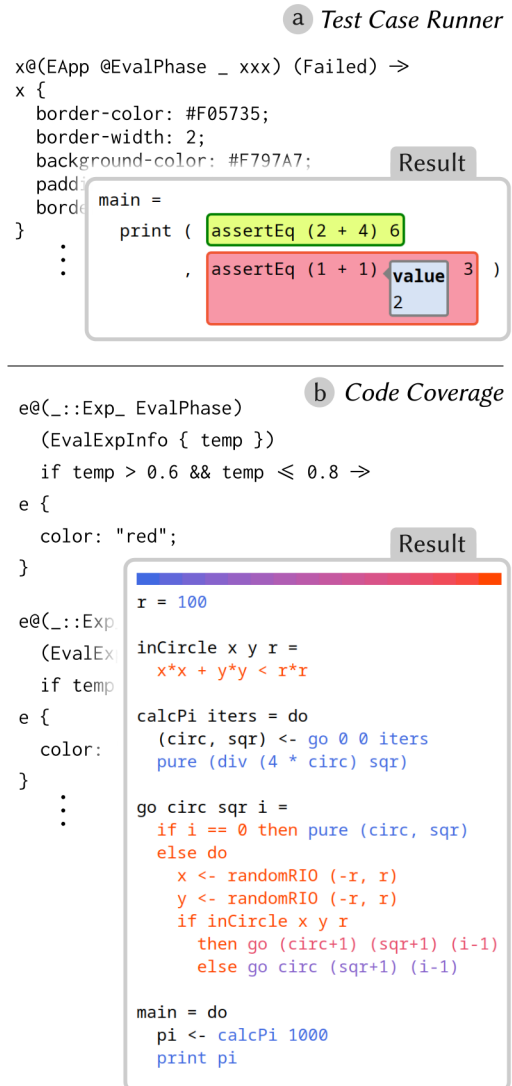 a Test Case Runner
x@(EApp @EvalPhase _ xxx) (Failed) →
x {
border-color: #F05735;
border-width: 2;
background-color: #F797A7;
Result
main =
print ( assertEq (2 + 4) 6
, assertEq (1 + 1) value 3 )
2
}
b Code Coverage
e@(_::Exp_ EvalPhase)
(EvalExpInfo { temp })
if temp > 0.6 && temp ⩽ 0.8 →
e {
color: "red";
}
Result
e@(_::Exp
(EvalEx
if temp
e {
color:
}
r = 100
inCircle x y r =
x*x + y*y < r*r
calcPi iters = do
(circ, sqr) <- go 0 0 iters
pure (div (4 * circ) sqr)
go circ sqr i =
if i == 0 then pure (circ, sqr)
else do
x <- randomRIO (-r, r)
y <- randomRIO (-r, r)
if inCircle x y r
then go (circ+1) (sqr+1) (i-1)
else go circ (sqr+1) (i-1)
main = do
pi <- calcPi 1000
print pi